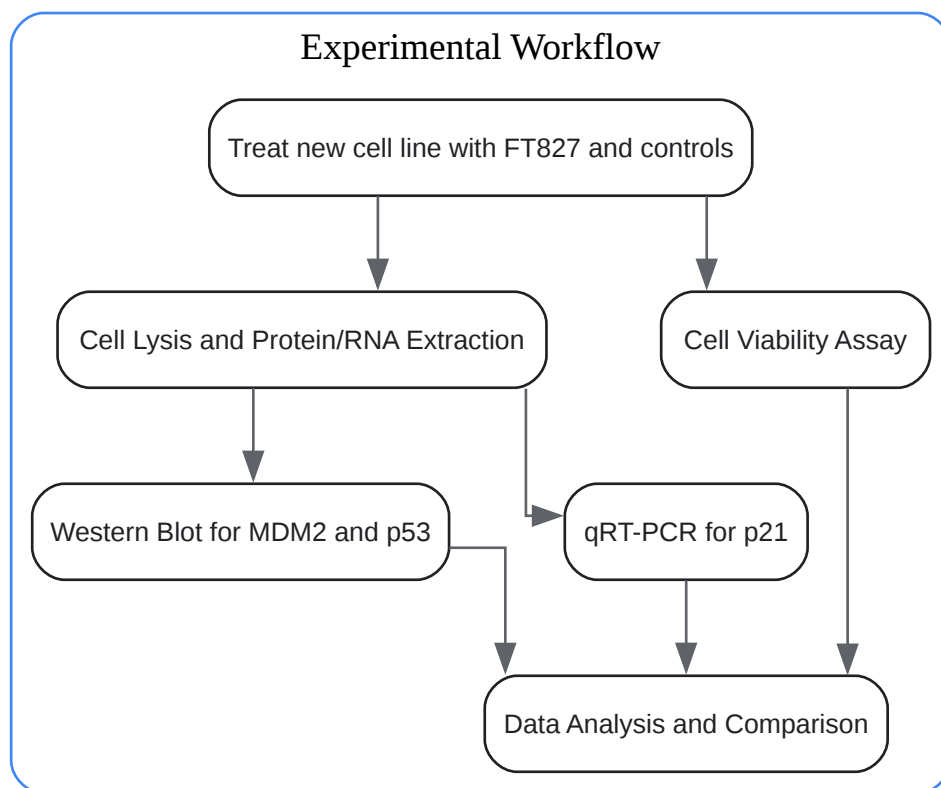 Experimental Workflow
Treat new cell line with FT827 and controls
Cell Lysis and Protein/RNA Extraction
Cell Viability Assay
Western Blot for MDM2 and p53
qRT-PCR for p21
Data Analysis and Comparison